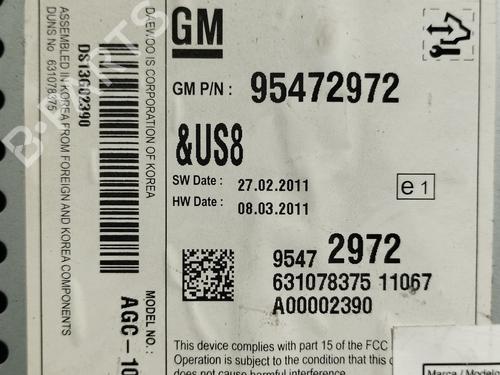 GM
GM P/N : 95472972
&US8
SW Date : 27.02.2011
HW Date : 08.03.2011
e1
9547 2972
631078375 11067
A00002390
This device complies with part 15 of the FCC
Operation is subject to the condition that this
does not cause harmful interference.
Marca / Modelo
DAEWOO IS CORPORATION OF KOREA
MODEL NO. :
AGC-10
DST3G02390
ASSEMBLED IN KOREA FROM FOREIGN AND KOREA COMPONENTS
DUNS No : 631078375
B-PARTS